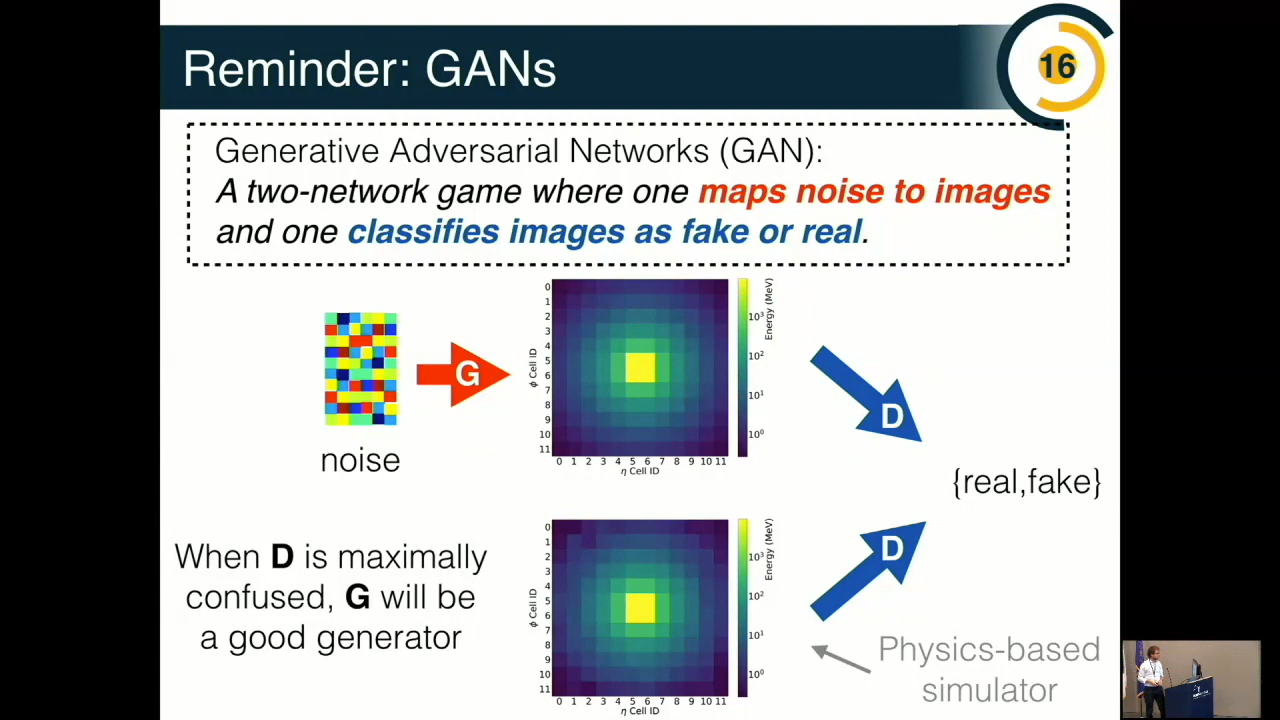 Reminder: GANs
16
Generative Adversarial Networks (GAN):
A two-network game where one maps noise to images
and one classifies images as fake or real.
noise
G
0
1
2
3
4
5
6
7
8
9
10
11
ϕ Cell ID
0 1 2 3 4 5 6 7 8 9 10 11
η Cell ID
10³
10²
10¹
10⁰
Energy (MeV)
D
{real,fake}
When D is maximally
confused, G will be
a good generator
0
1
2
3
4
5
6
7
8
9
10
11
ϕ Cell ID
0 1 2 3 4 5 6 7 8 9 10 11
η Cell ID
10³
10²
10¹
10⁰
Energy (MeV)
D
Physics-based
simulator